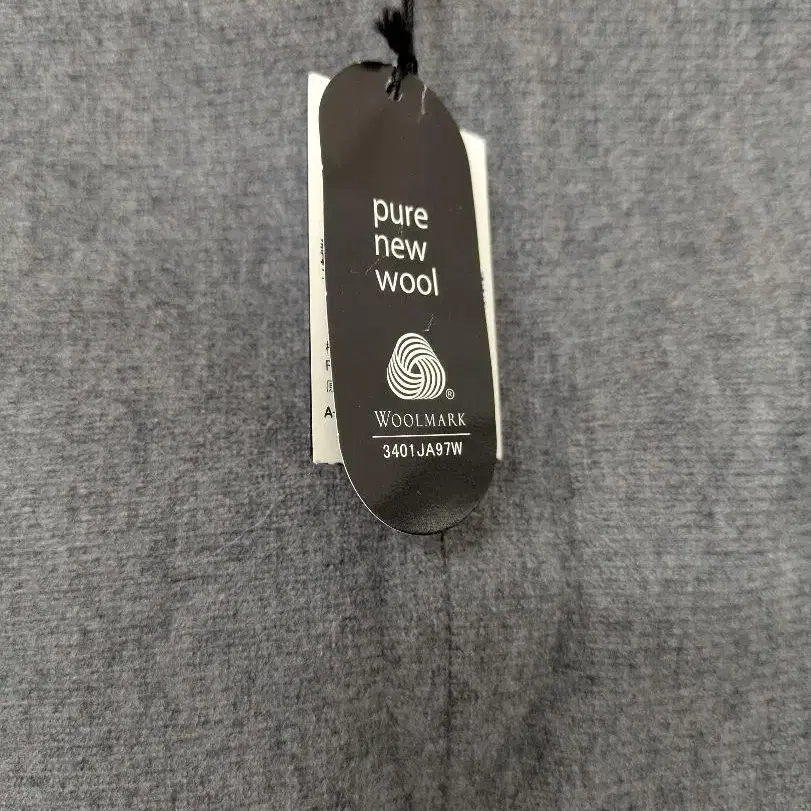 pure
new
wool
®
WOOLMARK
3401JA97W
A-